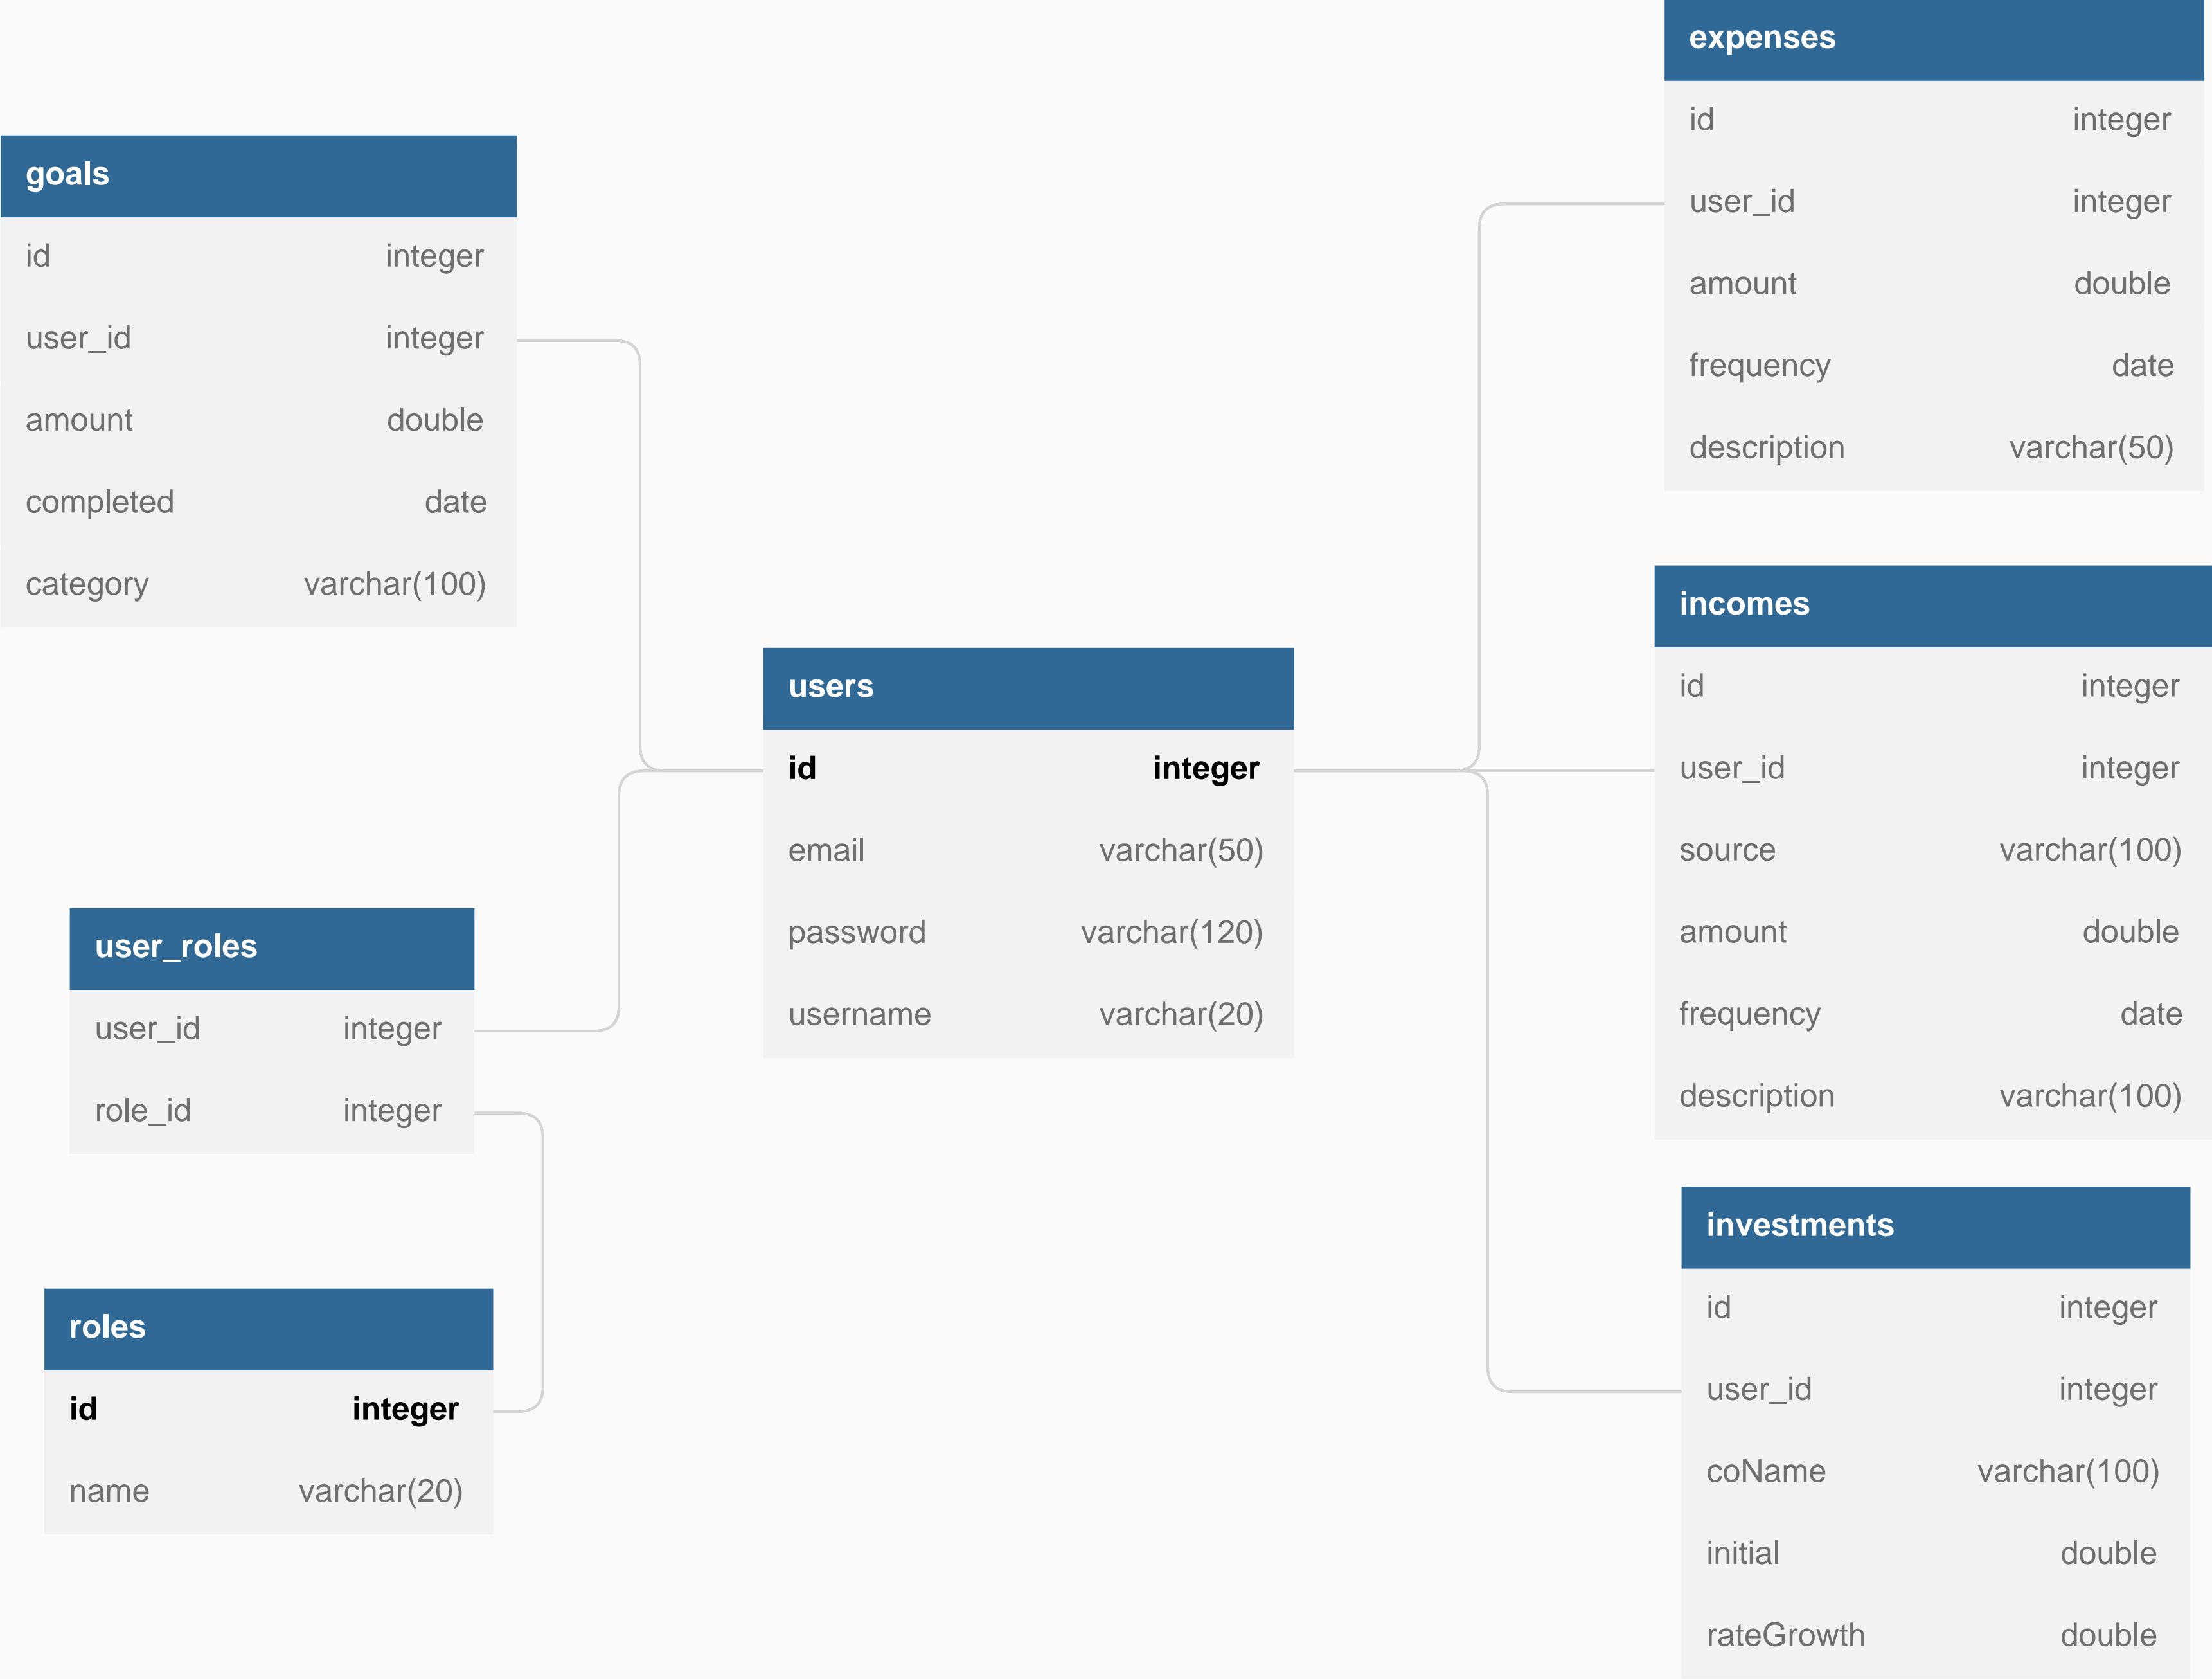 goals
id integer
user_id integer
amount double
completed date
category varchar(100)
user_roles
user_id integer
role_id integer
roles
id integer
name varchar(20)
users
id integer
email varchar(50)
password varchar(120)
username varchar(20)
expenses
id integer
user_id integer
amount double
frequency date
description varchar(50)
incomes
id integer
user_id integer
source varchar(100)
amount double
frequency date
description varchar(100)
investments
id integer
user_id integer
coName varchar(100)
initial double
rateGrowth double